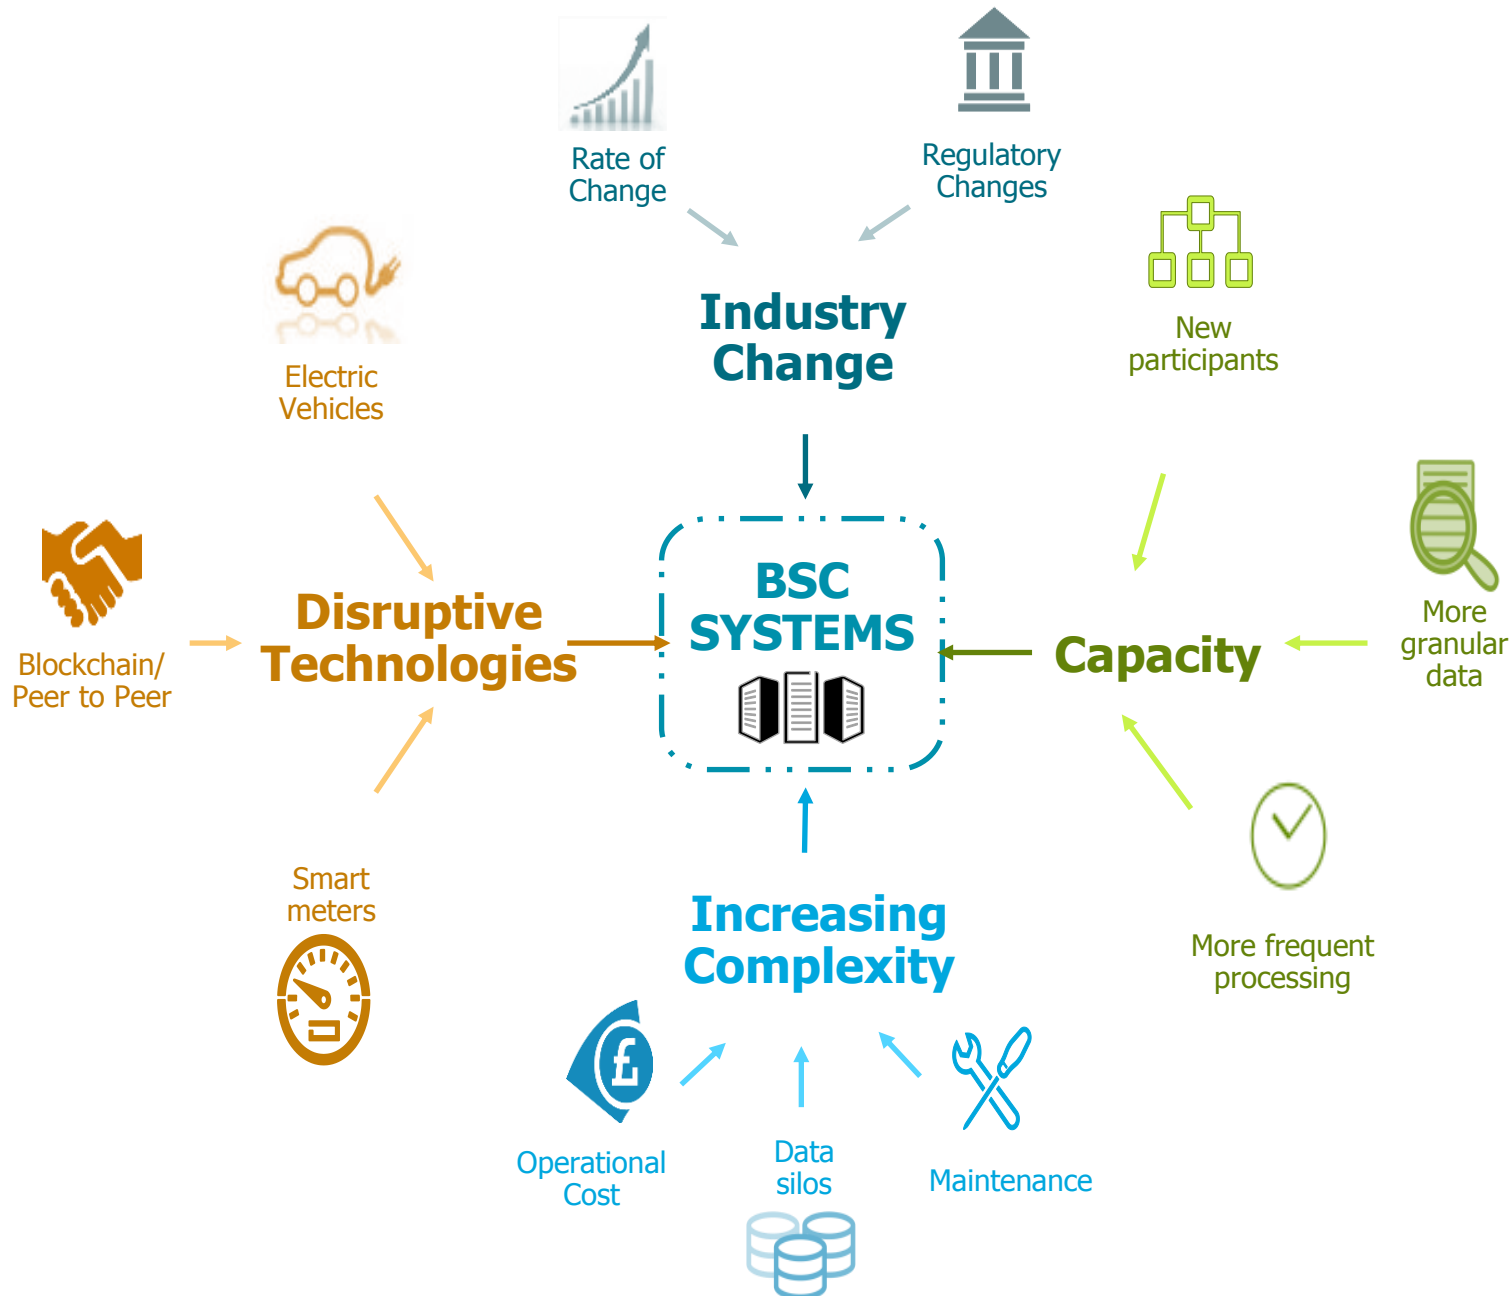 Rate of
Change
Regulatory
Changes
Industry
Change
New
participants
Electric
Vehicles
Disruptive
Technologies
Blockchain/
Peer to Peer
BSC
SYSTEMS
Capacity
More
granular
data
Smart
meters
Increasing
Complexity
More frequent
processing
£
Operational
Cost
Data
silos
Maintenance